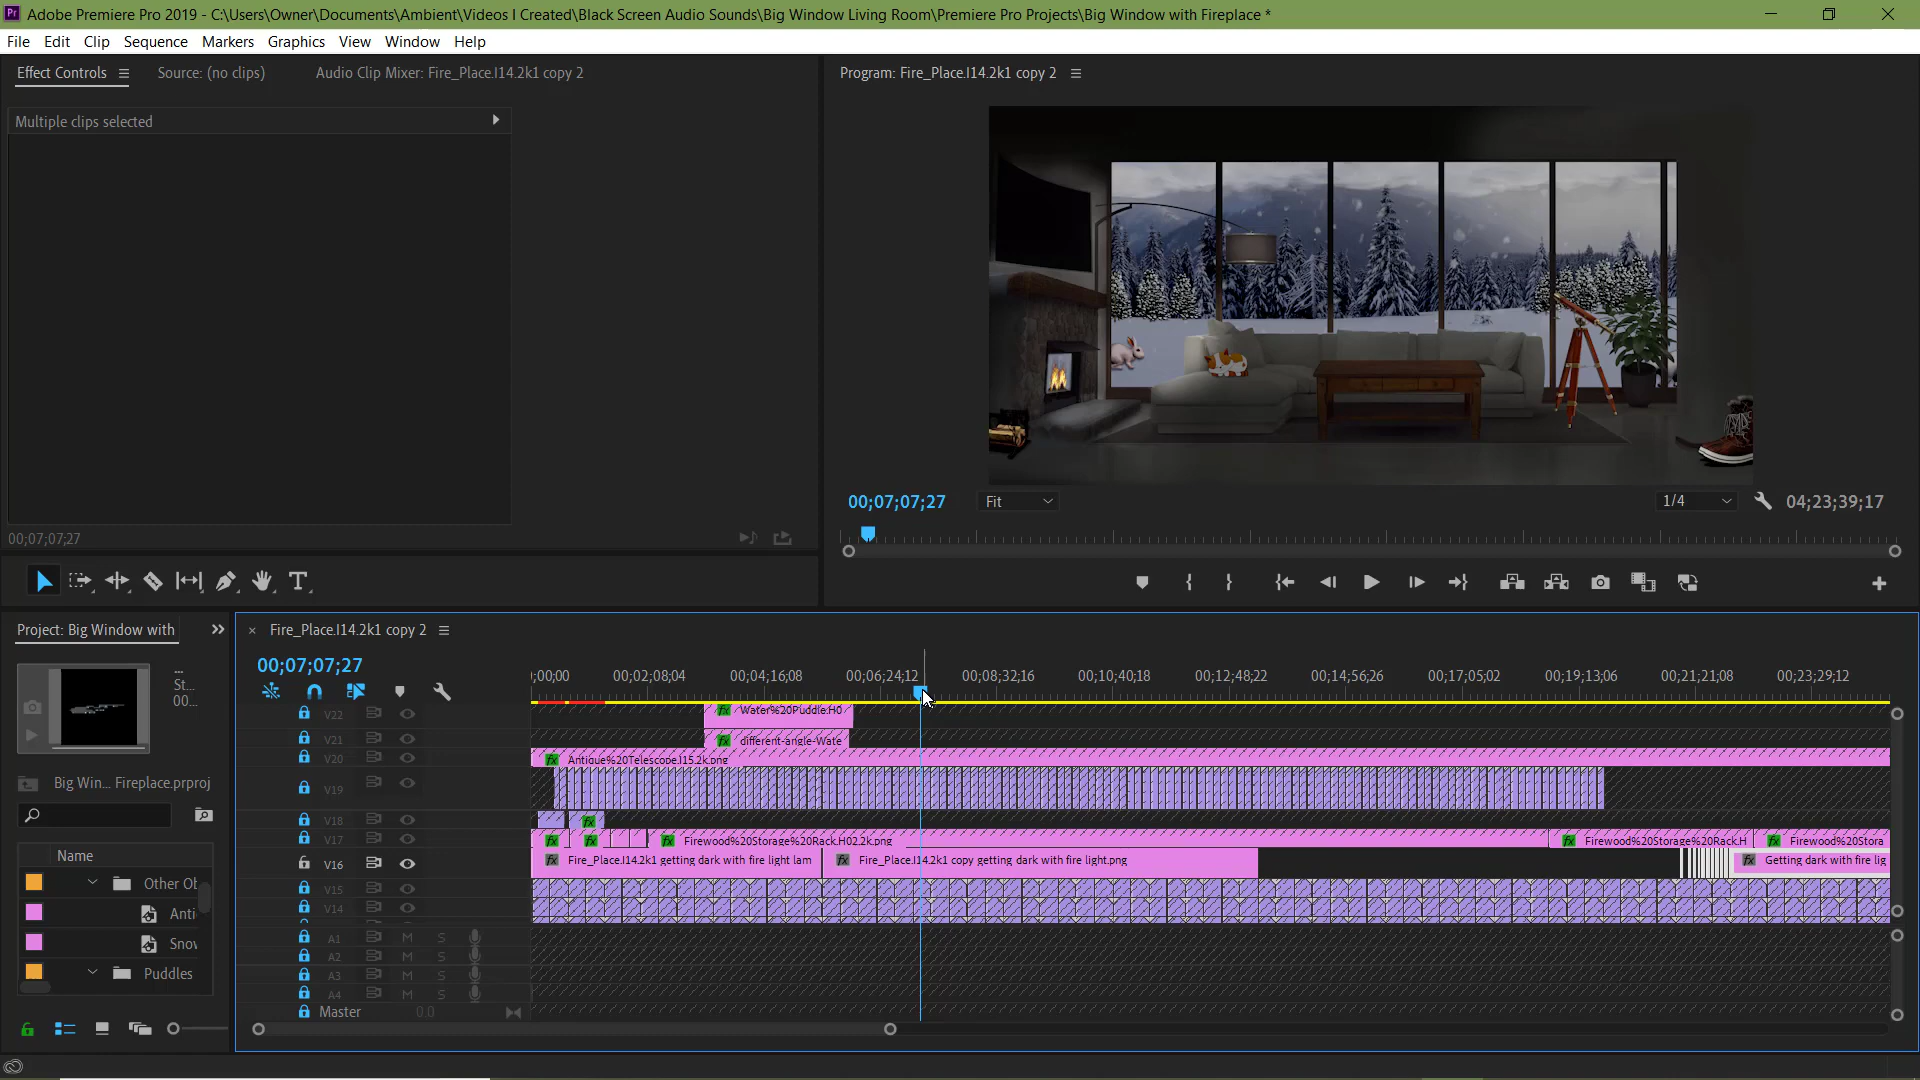 Pr Adobe Premiere Pro 2019 - C:\Users\Owner\Documents\Ambient\Videos I Created\Black Screen Audio Sounds\Big Window Living Room\Premiere Pro Projects\Big Window with Fireplace *
File Edit Clip Sequence Markers Graphics View Window Help
Effect Controls Source: (no clips) Audio Clip Mixer: Fire_Place.I14.2k1 copy 2
Program: Fire_Place.I14.2k1 copy 2
Multiple clips selected
00;07;07;27 Fit 1/4 04;23;39;17
00;07;07;27
Project: Big Window with
Fire_Place.I14.2k1 copy 2
00;07;07;27
;00;00 00;02;08;04 00;04;16;08 00;06;24;12 00;08;32;16 00;10;40;18 00;12;48;22 00;14;56;26 00;17;05;02 00;19;13;06 00;21;21;08 00;23;29;12
...
St...
00...
Big Win... Fireplace.prproj
Name
Other Ob
Anti
Snov
Puddles
V22 Water%20Puddle.H0
V21 different-angle-Wate
V20 Antique%20Telescope.I15.2k.png
V19
V18
V17 Firewood%20Storage%20Rack.H02.2k.png Firewood%20Storage%20Rack.H Firewood%20Stora
V16 Fire_Place.I14.2k1 getting dark with fire light lam Fire_Place.I14.2k1 copy getting dark with fire light.png Getting dark with fire lig
V15
V14
A1 M S
A2 M S
A3 M S
A4 M S
Master 0.0